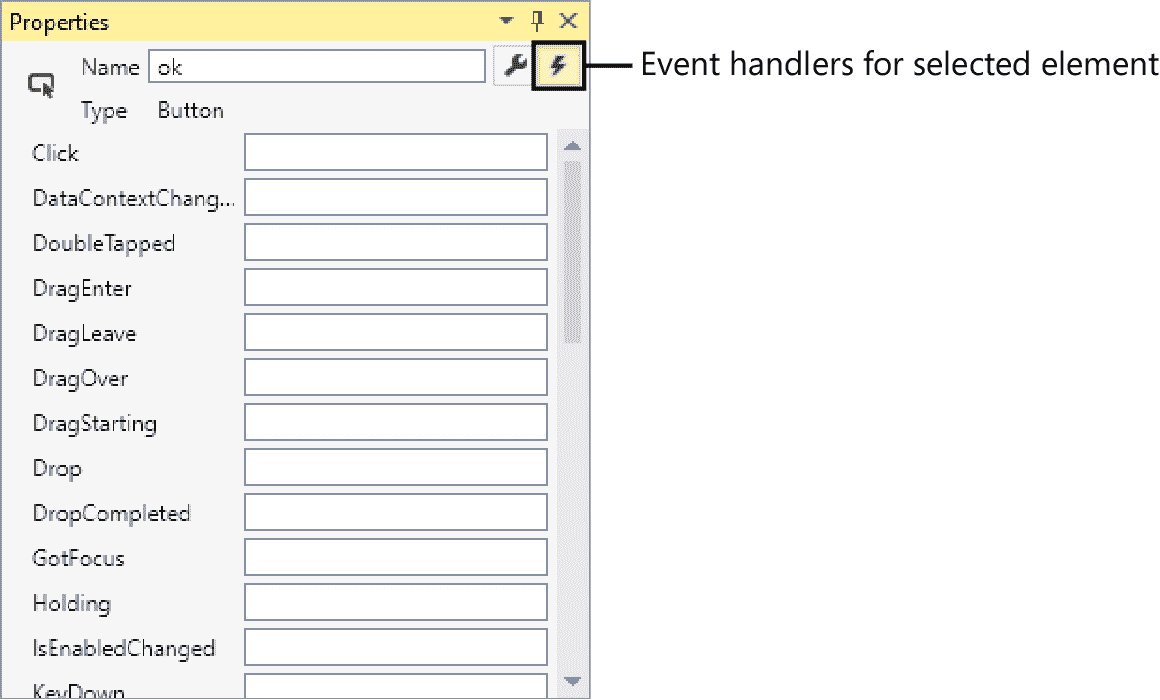 Properties
Name ok
Event handlers for selected element
Type Button
Click
DataContextChang...
DoubleTapped
DragEnter
DragLeave
DragOver
DragStarting
Drop
DropCompleted
GotFocus
Holding
IsEnabledChanged
KeyDown